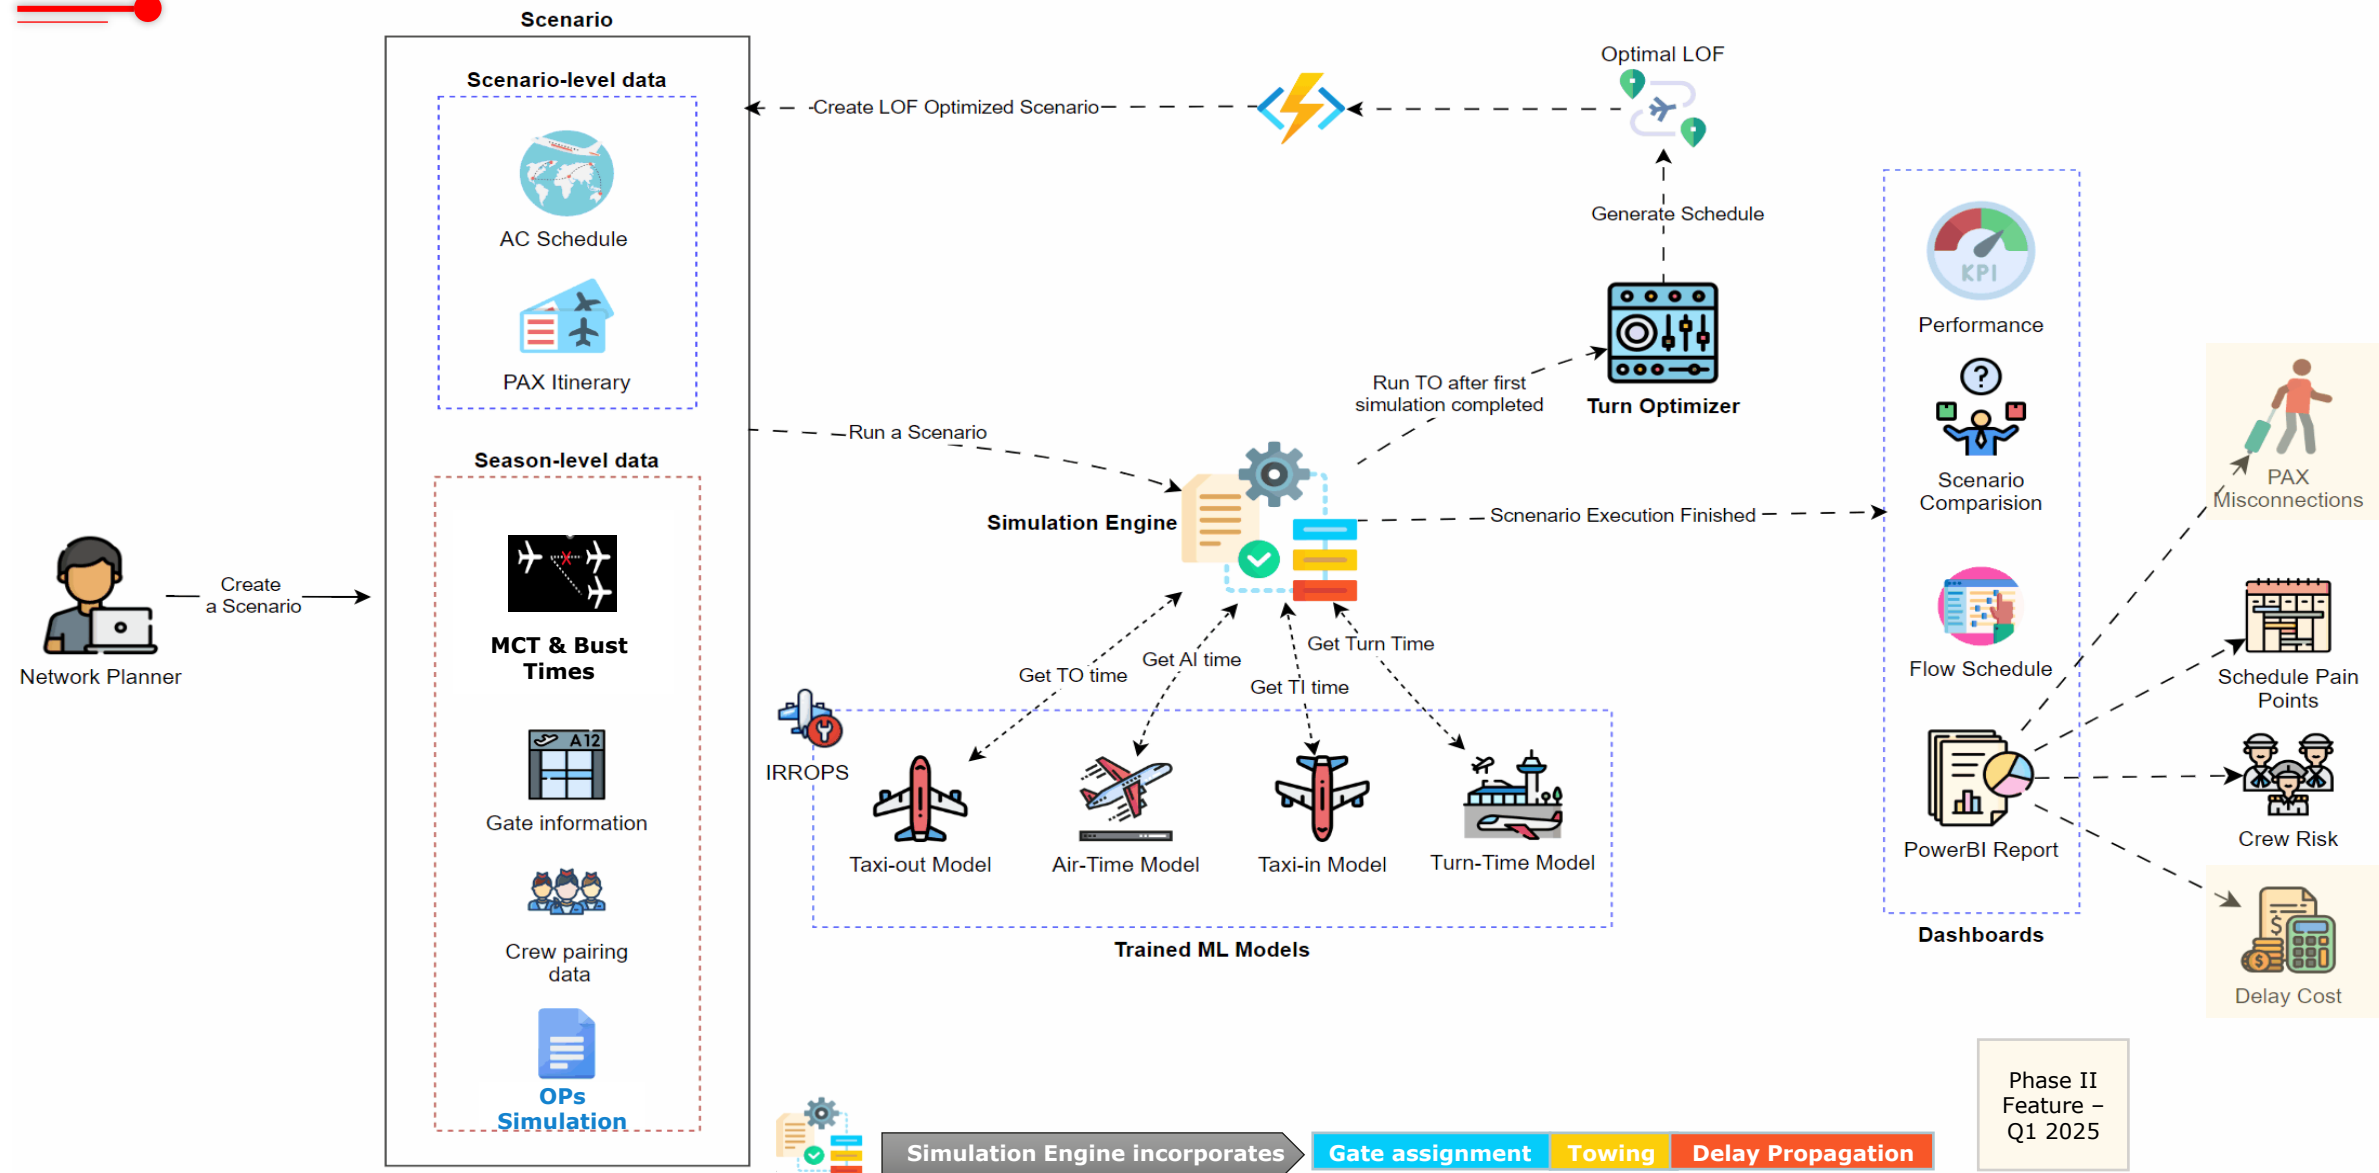 Scenario
Scenario-level data
AC Schedule
PAX Itinerary
Season-level data
MCT & Bust
Times
Gate information
Crew pairing
data
OPs
Simulation
Network Planner
Create
a Scenario
Create LOF Optimized Scenario
Optimal LOF
Generate Schedule
Turn Optimizer
Run TO after first
simulation completed
Run a Scenario
Simulation Engine
Scnenario Execution Finished
Get TO time
Get AI time
Get TI time
Get Turn Time
IRROPS
Taxi-out Model
Air-Time Model
Taxi-in Model
Turn-Time Model
Trained ML Models
KPI
Performance
?
Scenario
Comparision
Flow Schedule
PowerBI Report
Dashboards
PAX
Misconnections
Schedule Pain
Points
Crew Risk
$
$
Delay Cost
A12
Phase II
Feature –
Q1 2025
Simulation Engine incorporates
Gate assignment
Towing
Delay Propagation